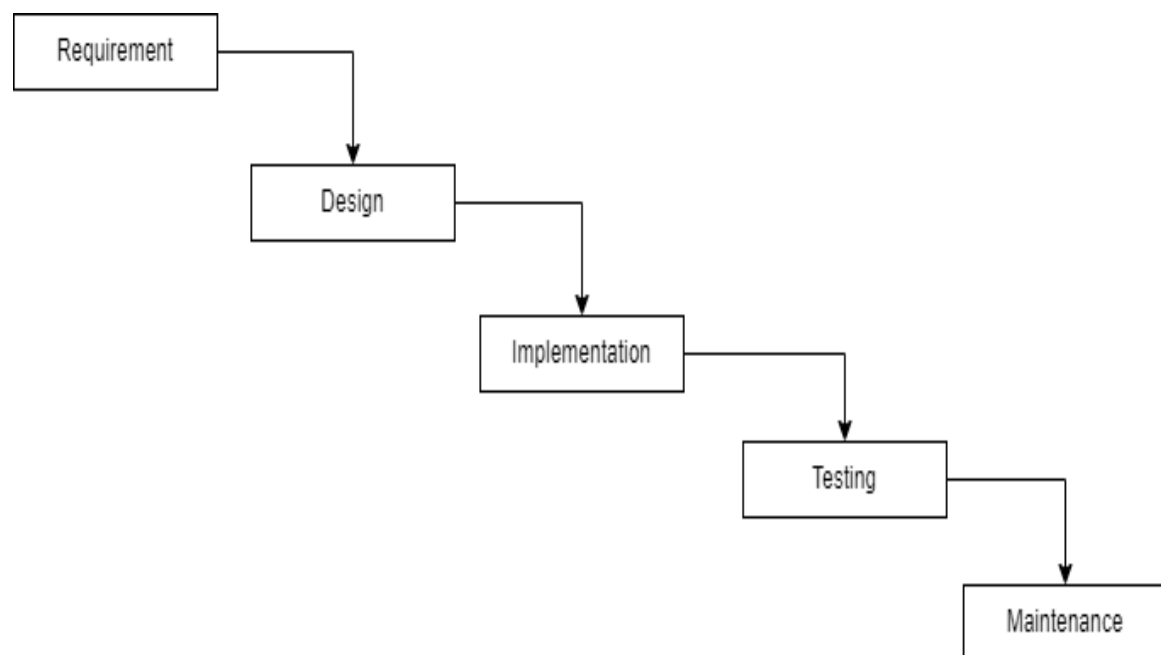 Requirement
Design
Implementation
Testing
Maintenance